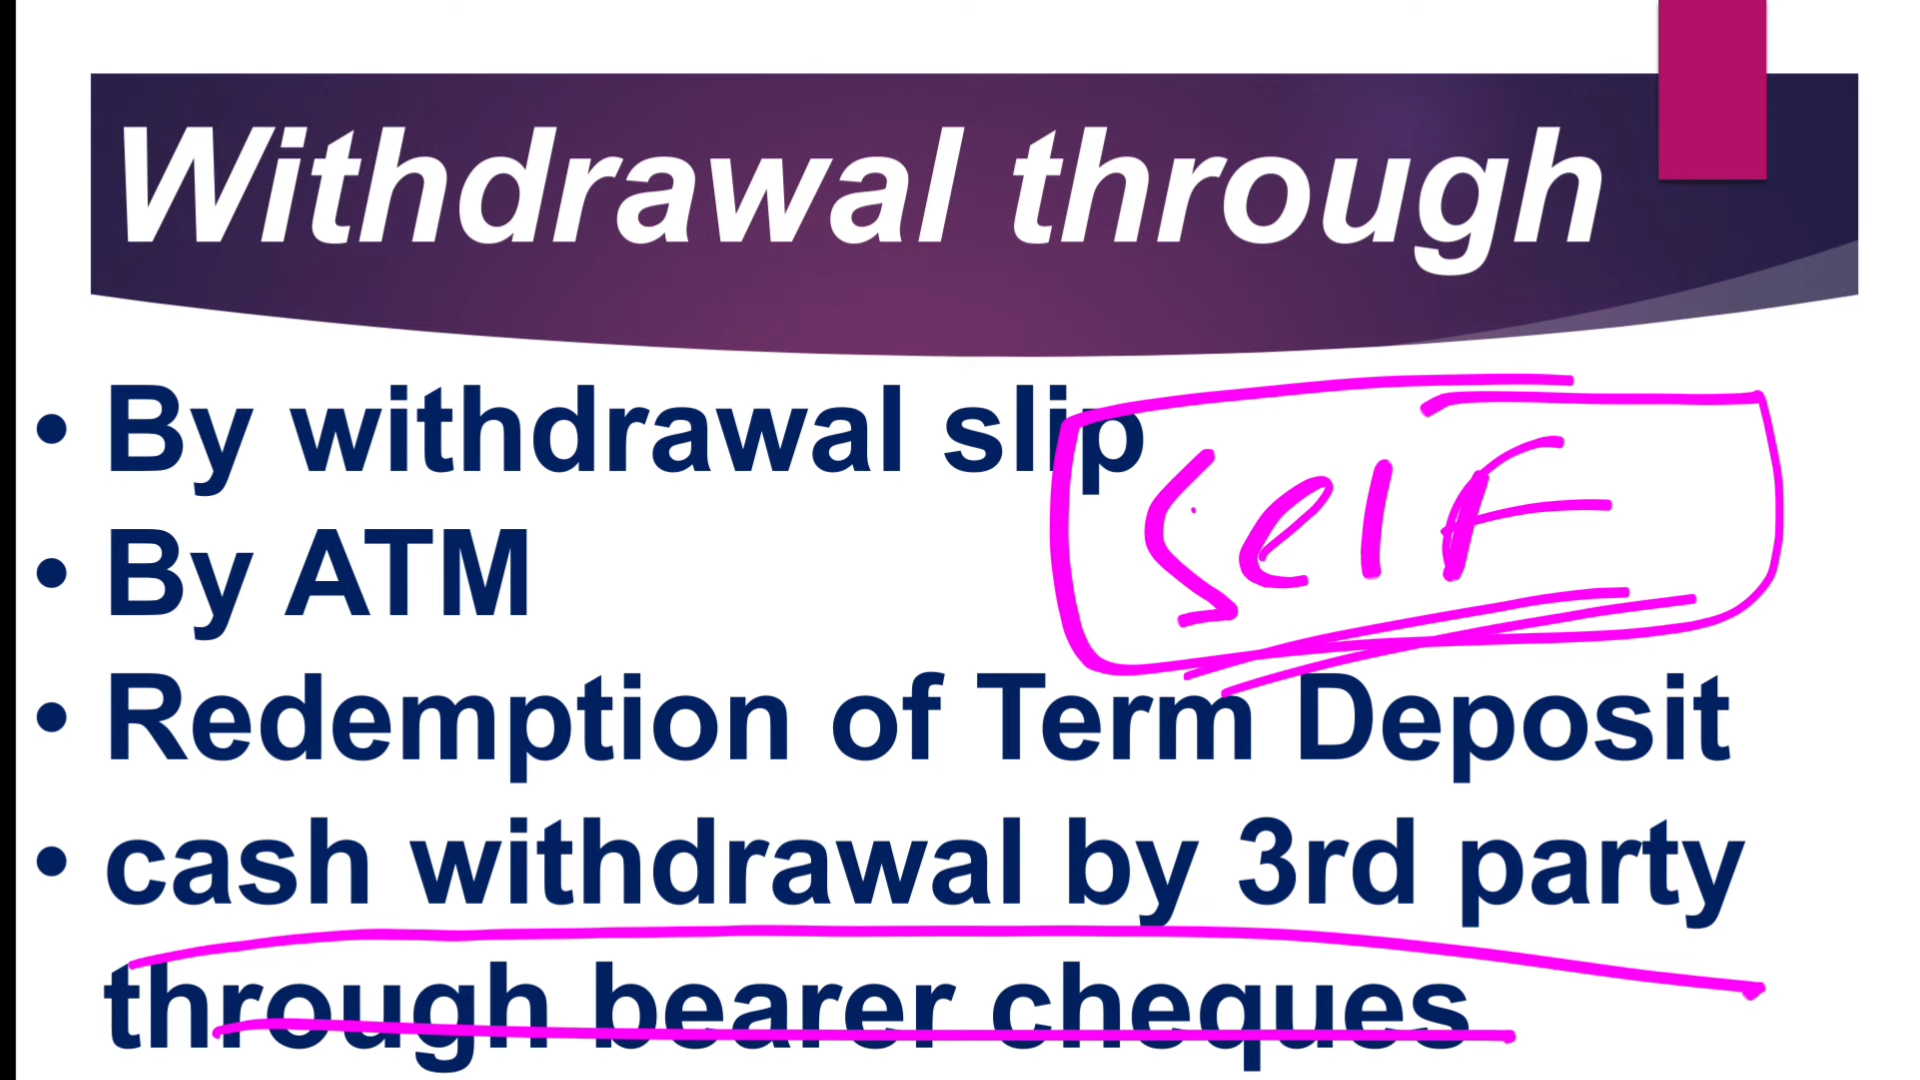 Withdrawal through
• By withdrawal slip
Self
• By ATM
• Redemption of Term Deposit
• cash withdrawal by 3rd party
through bearer cheques